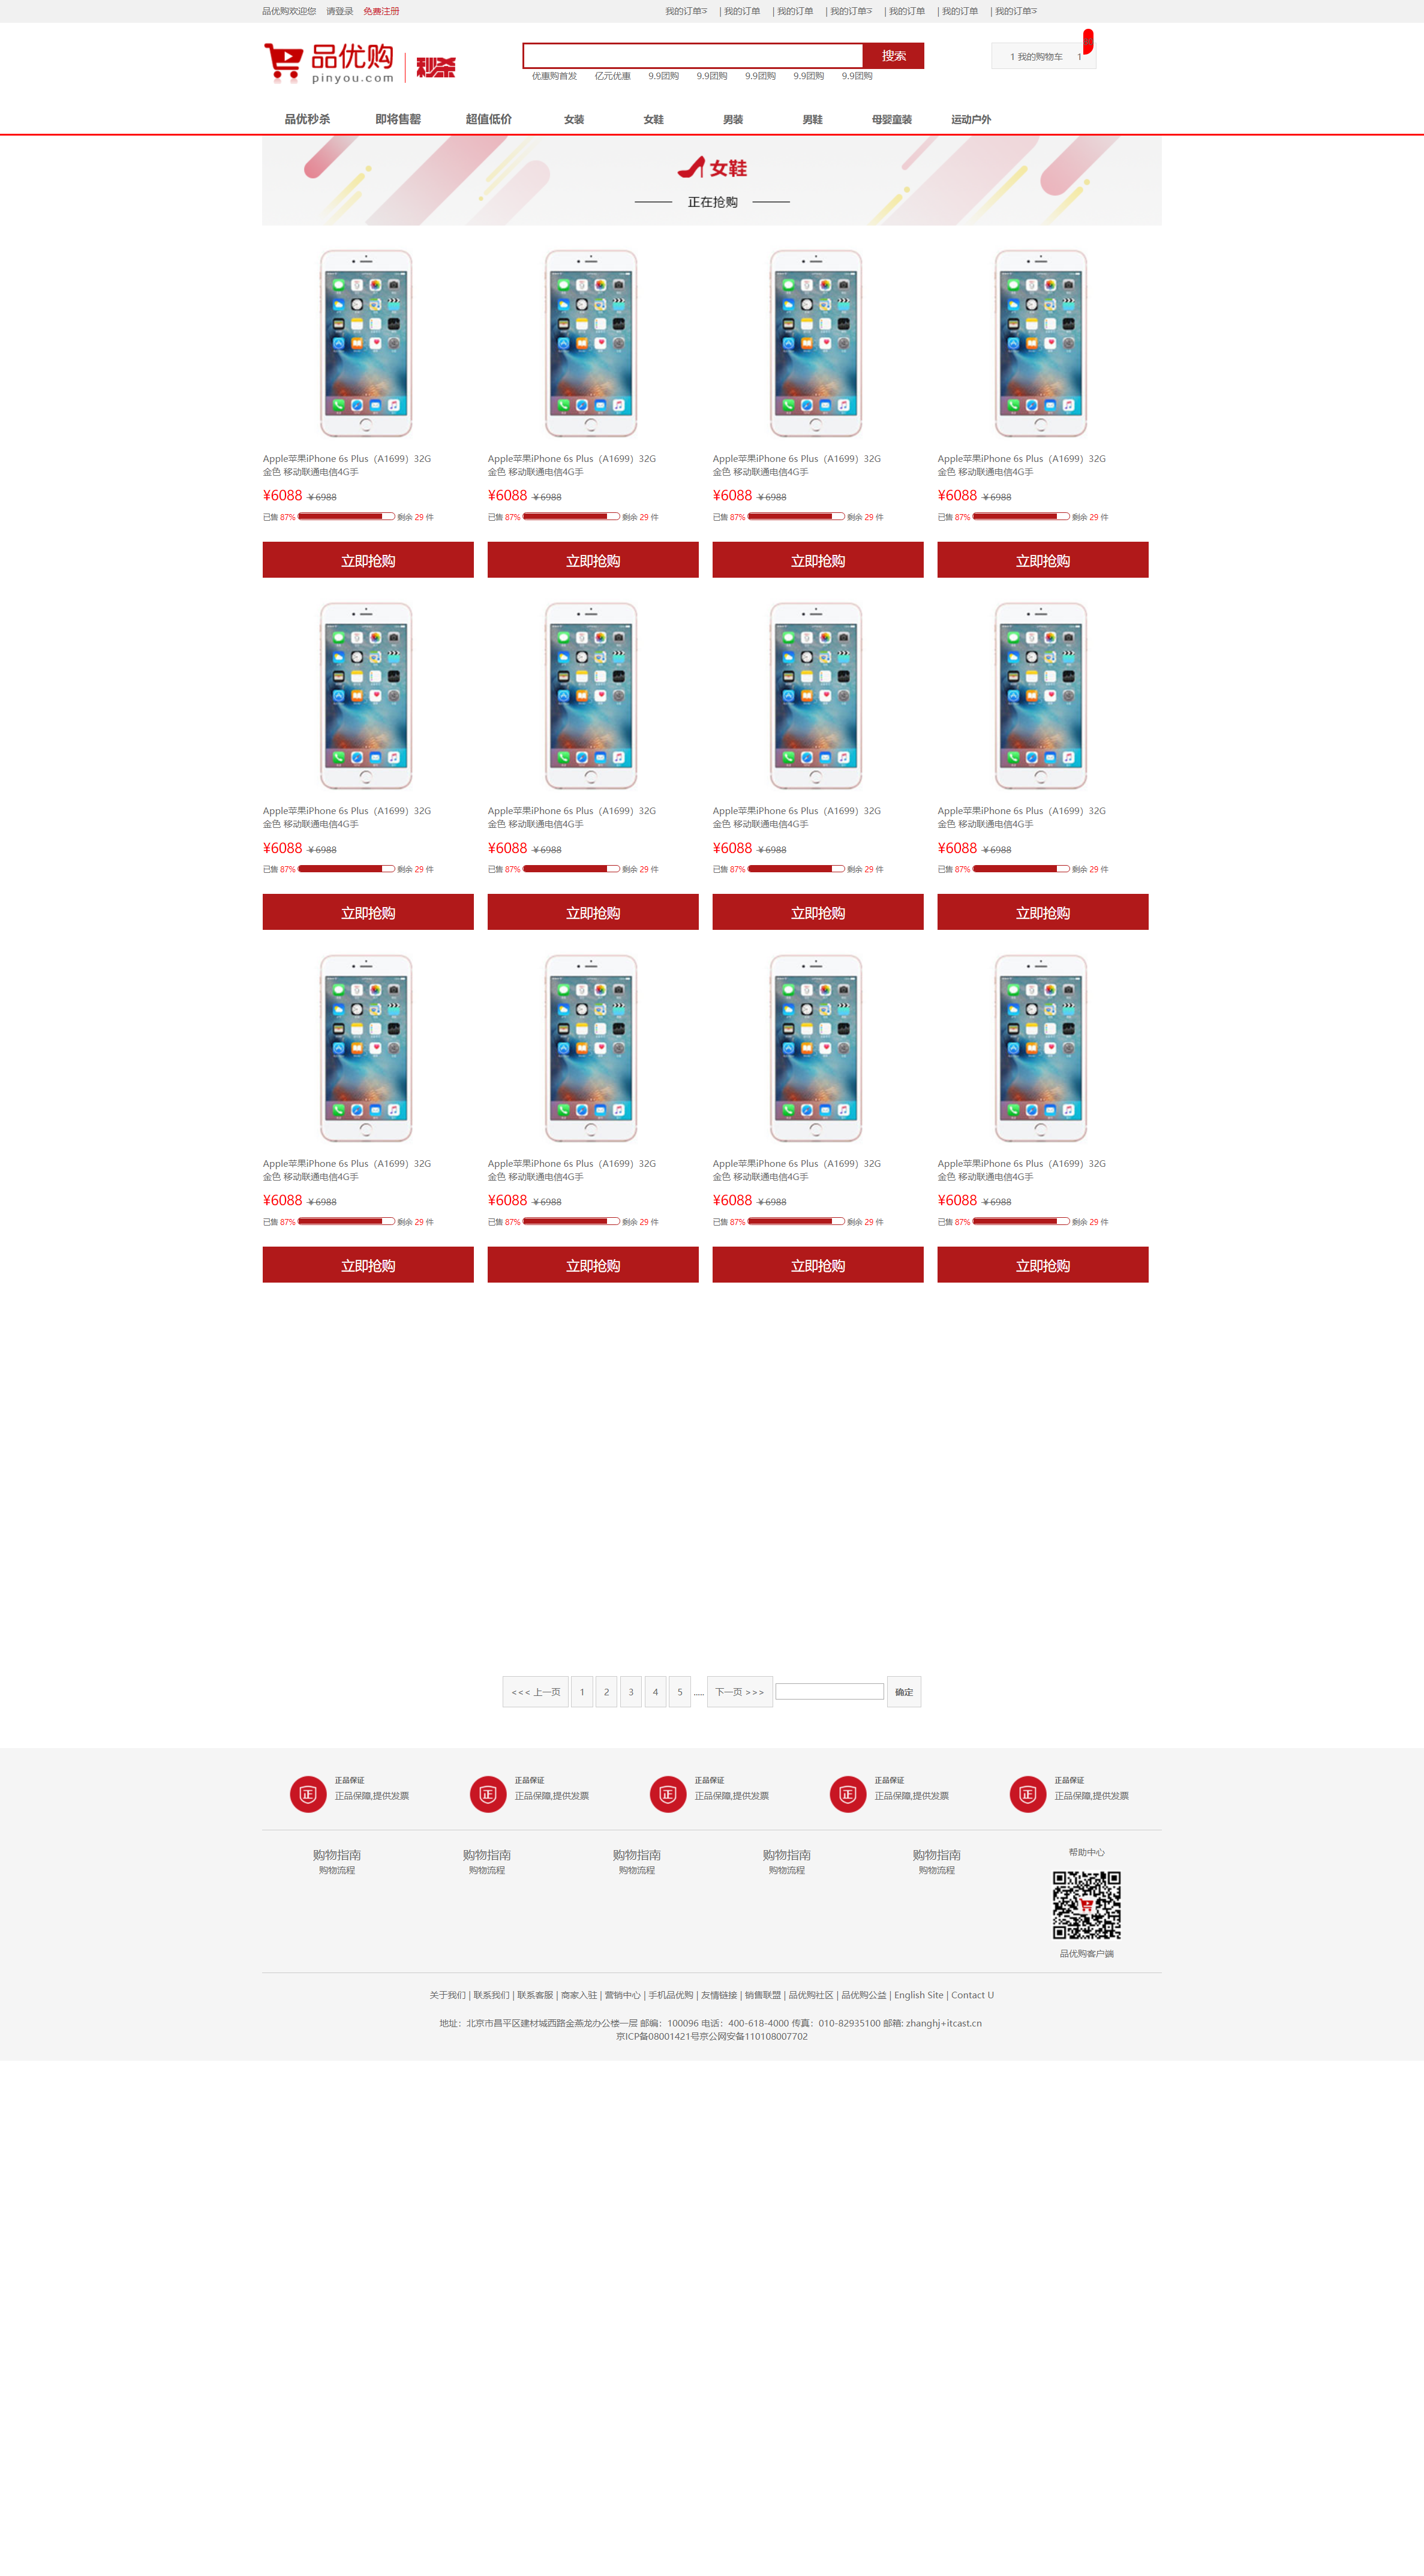 品优购欢迎您 请登录 免费注册 我的订单 | 我的订单 | 我的订单 | 我的订单 | 我的订单 | 我的订单 | 我的订单
品优购 pinyou.com 秒杀 搜索 1 我的购物车 1
优惠购首发 亿元优惠 9.9团购 9.9团购 9.9团购 9.9团购 9.9团购
品优秒杀 即将售罄 超值低价 女装 女鞋 男装 男鞋 母婴童装 运动户外
女鞋
正在抢购
Apple苹果iPhone 6s Plus（A1699）32G Apple苹果iPhone 6s Plus（A1699）32G Apple苹果iPhone 6s Plus（A1699）32G Apple苹果iPhone 6s Plus（A1699）32G
金色 移动联通电信4G手 金色 移动联通电信4G手 金色 移动联通电信4G手 金色 移动联通电信4G手
¥6088 ￥6988 ¥6088 ￥6988 ¥6088 ￥6988 ¥6088 ￥6988
已售 87% 剩余 29 件 已售 87% 剩余 29 件 已售 87% 剩余 29 件 已售 87% 剩余 29 件
立即抢购 立即抢购 立即抢购 立即抢购
Apple苹果iPhone 6s Plus（A1699）32G Apple苹果iPhone 6s Plus（A1699）32G Apple苹果iPhone 6s Plus（A1699）32G Apple苹果iPhone 6s Plus（A1699）32G
金色 移动联通电信4G手 金色 移动联通电信4G手 金色 移动联通电信4G手 金色 移动联通电信4G手
¥6088 ￥6988 ¥6088 ￥6988 ¥6088 ￥6988 ¥6088 ￥6988
已售 87% 剩余 29 件 已售 87% 剩余 29 件 已售 87% 剩余 29 件 已售 87% 剩余 29 件
立即抢购 立即抢购 立即抢购 立即抢购
Apple苹果iPhone 6s Plus（A1699）32G Apple苹果iPhone 6s Plus（A1699）32G Apple苹果iPhone 6s Plus（A1699）32G Apple苹果iPhone 6s Plus（A1699）32G
金色 移动联通电信4G手 金色 移动联通电信4G手 金色 移动联通电信4G手 金色 移动联通电信4G手
¥6088 ￥6988 ¥6088 ￥6988 ¥6088 ￥6988 ¥6088 ￥6988
已售 87% 剩余 29 件 已售 87% 剩余 29 件 已售 87% 剩余 29 件 已售 87% 剩余 29 件
立即抢购 立即抢购 立即抢购 立即抢购
<<< 上一页 1 2 3 4 5 ..... 下一页 >>> 确定
正品保证 正品保证 正品保证 正品保证 正品保证
正 正品保障,提供发票 正 正品保障,提供发票 正 正品保障,提供发票 正 正品保障,提供发票 正 正品保障,提供发票
购物指南 购物指南 购物指南 购物指南 购物指南 帮助中心
购物流程 购物流程 购物流程 购物流程 购物流程
品优购客户端
关于我们 | 联系我们 | 联系客服 | 商家入驻 | 营销中心 | 手机品优购 | 友情链接 | 销售联盟 | 品优购社区 | 品优购公益 | English Site | Contact U
地址：北京市昌平区建材城西路金燕龙办公楼一层 邮编：100096 电话：400-618-4000 传真：010-82935100 邮箱: zhanghj+itcast.cn
京ICP备08001421号京公网安备110108007702